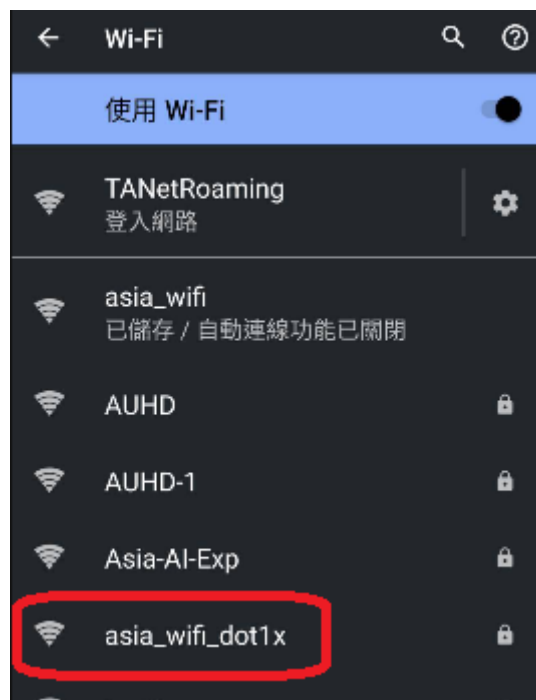 Wi-Fi
使用 Wi-Fi
TANetRoaming
登入網路
asia_wifi
已儲存 / 自動連線功能已關閉
AUHD
AUHD-1
Asia-AI-Exp
asia_wifi_dot1x